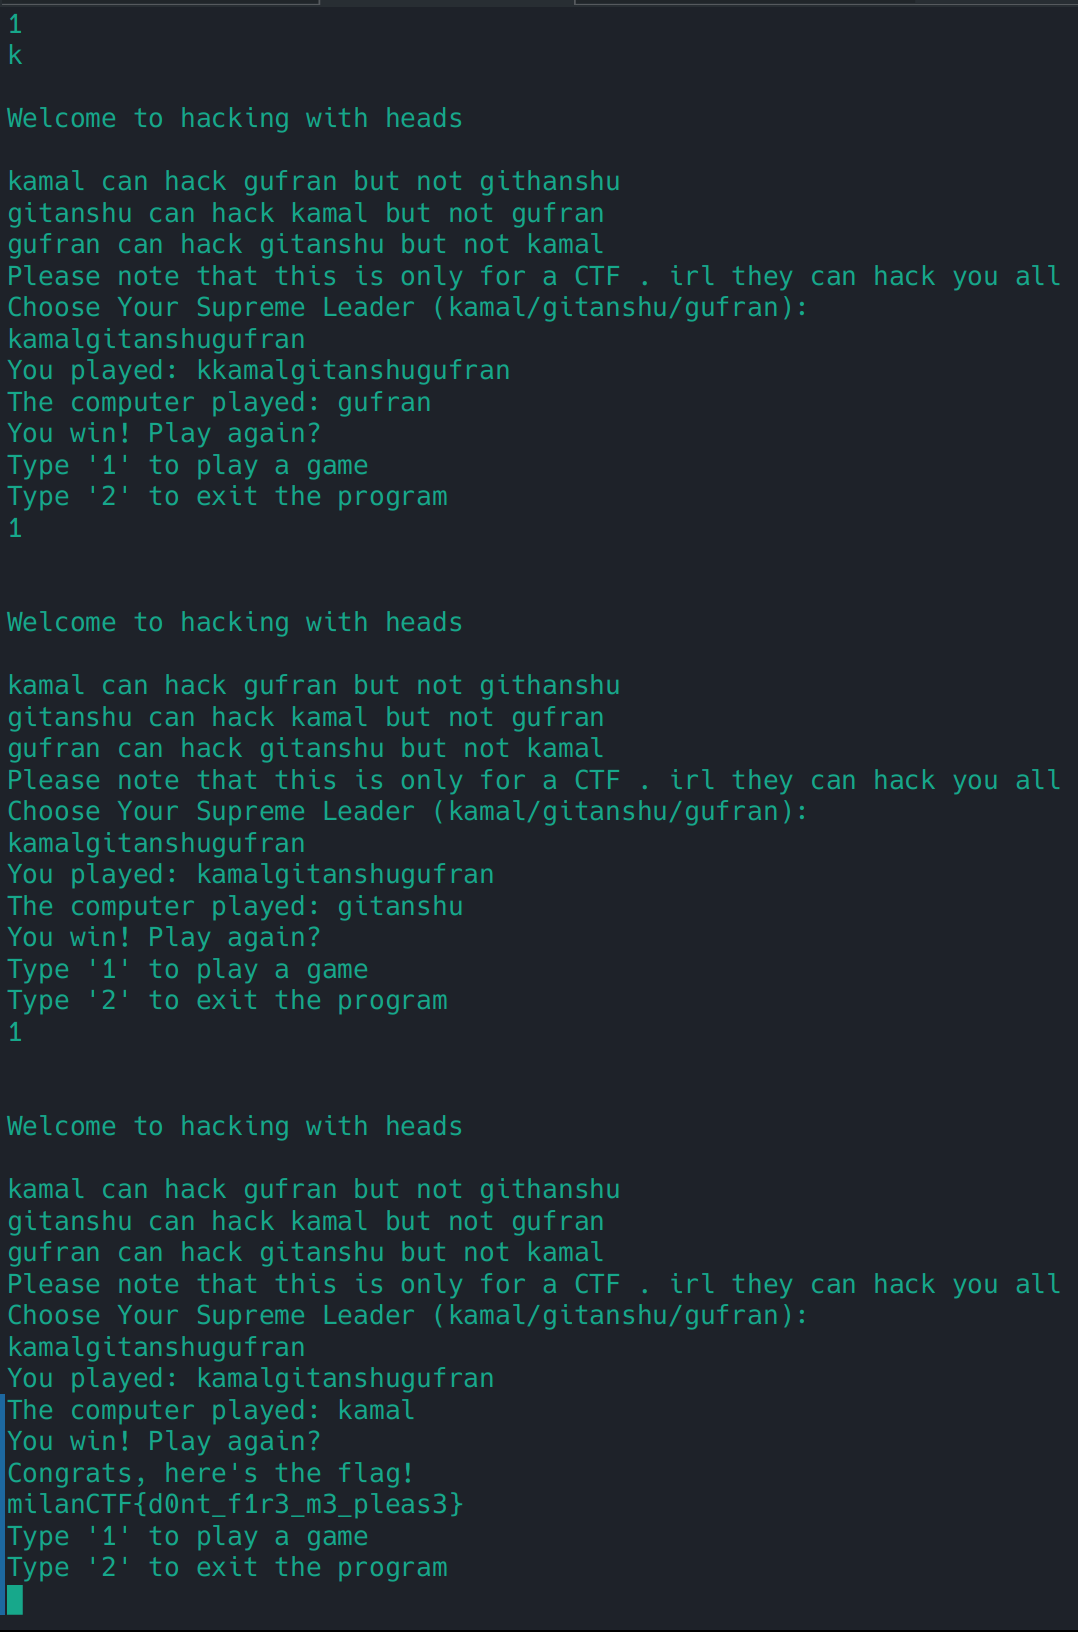 1
k
Welcome to hacking with heads
kamal can hack gufran but not githanshu
gitanshu can hack kamal but not gufran
gufran can hack gitanshu but not kamal
Please note that this is only for a CTF . irl they can hack you all
Choose Your Supreme Leader (kamal/gitanshu/gufran):
kamalgitanshugufran
You played: kkamalgitanshugufran
The computer played: gufran
You win! Play again?
Type '1' to play a game
Type '2' to exit the program
1
Welcome to hacking with heads
kamal can hack gufran but not githanshu
gitanshu can hack kamal but not gufran
gufran can hack gitanshu but not kamal
Please note that this is only for a CTF . irl they can hack you all
Choose Your Supreme Leader (kamal/gitanshu/gufran):
kamalgitanshugufran
You played: kamalgitanshugufran
The computer played: gitanshu
You win! Play again?
Type '1' to play a game
Type '2' to exit the program
1
Welcome to hacking with heads
kamal can hack gufran but not githanshu
gitanshu can hack kamal but not gufran
gufran can hack gitanshu but not kamal
Please note that this is only for a CTF . irl they can hack you all
Choose Your Supreme Leader (kamal/gitanshu/gufran):
kamalgitanshugufran
You played: kamalgitanshugufran
The computer played: kamal
You win! Play again?
Congrats, here's the flag!
milanCTF{d0nt_f1r3_m3_pleas3}
Type '1' to play a game
Type '2' to exit the program